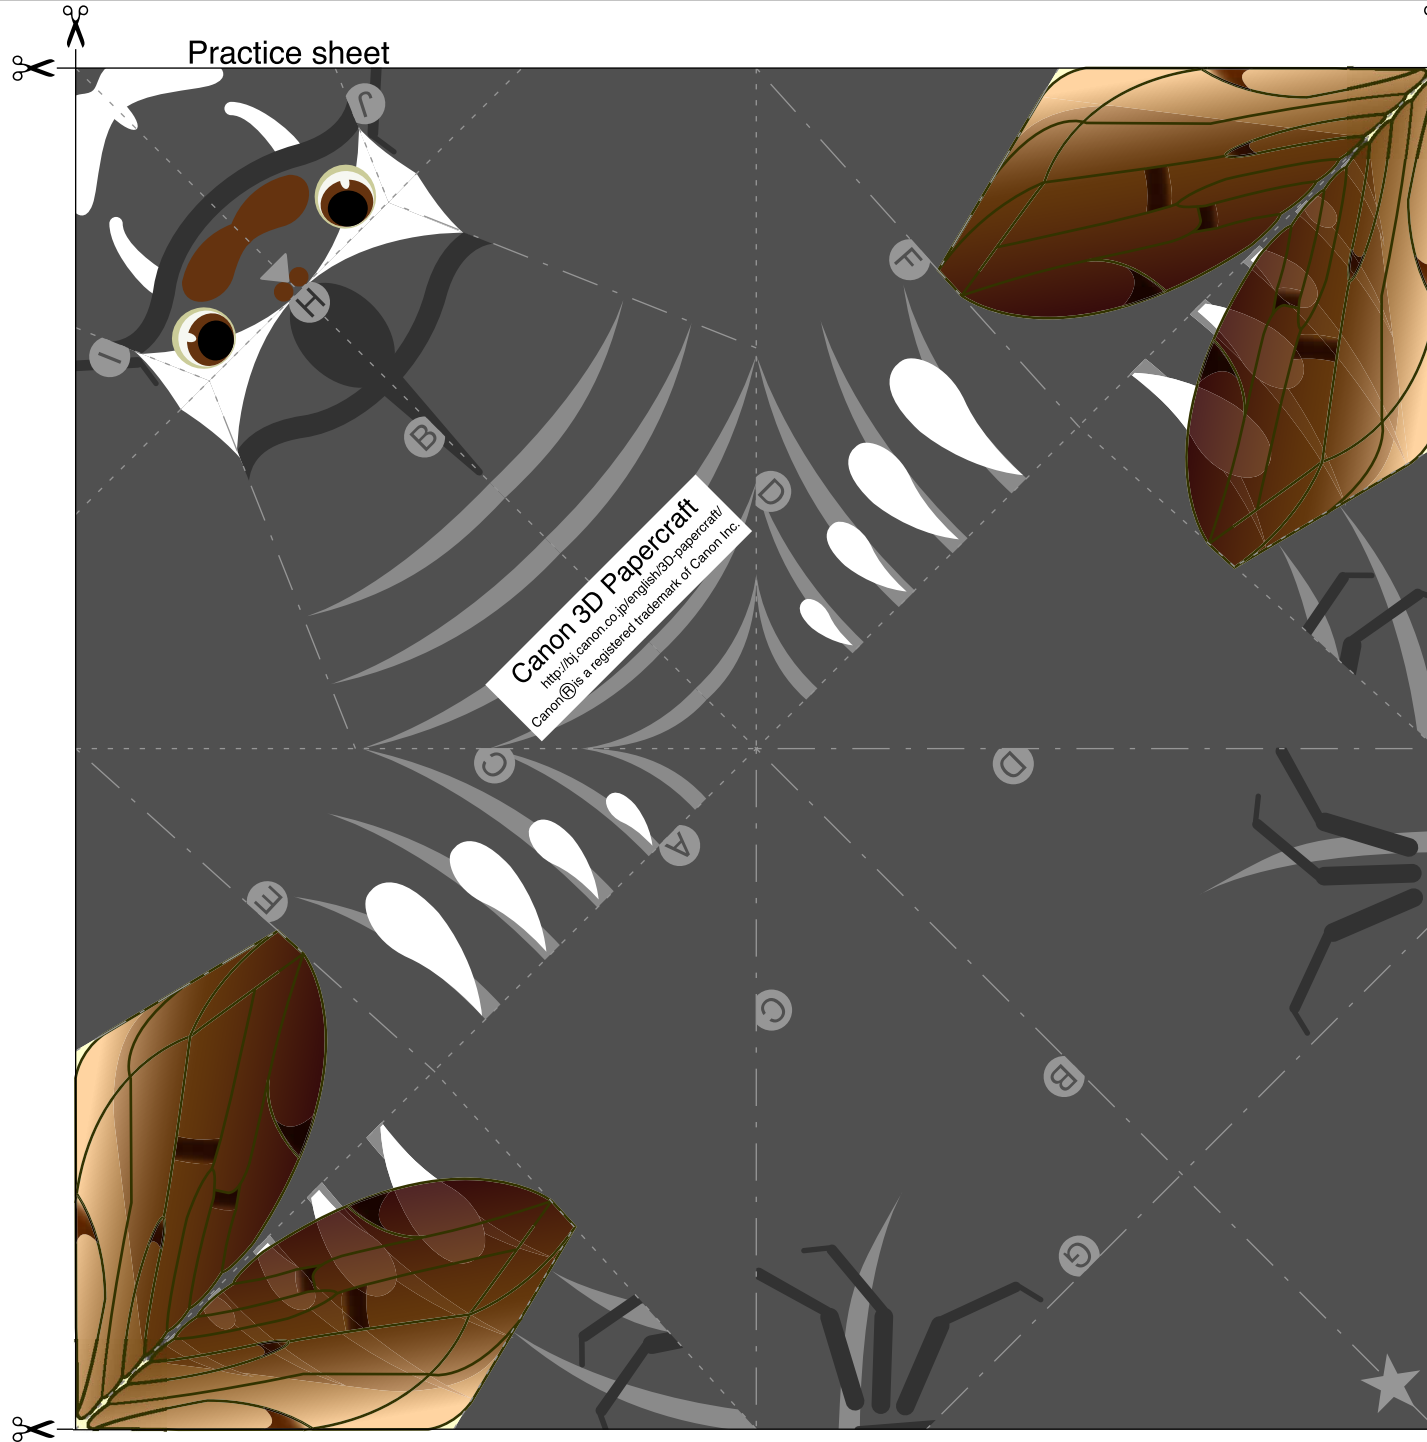 Practice sheet
J
H
I
B
F
D
Canon 3D Papercraft
http://bj.canon.co.jp/english/3D-papercraft/
Canon®is a registered trademark of Canon Inc.
C
D
A
E
C
B
G